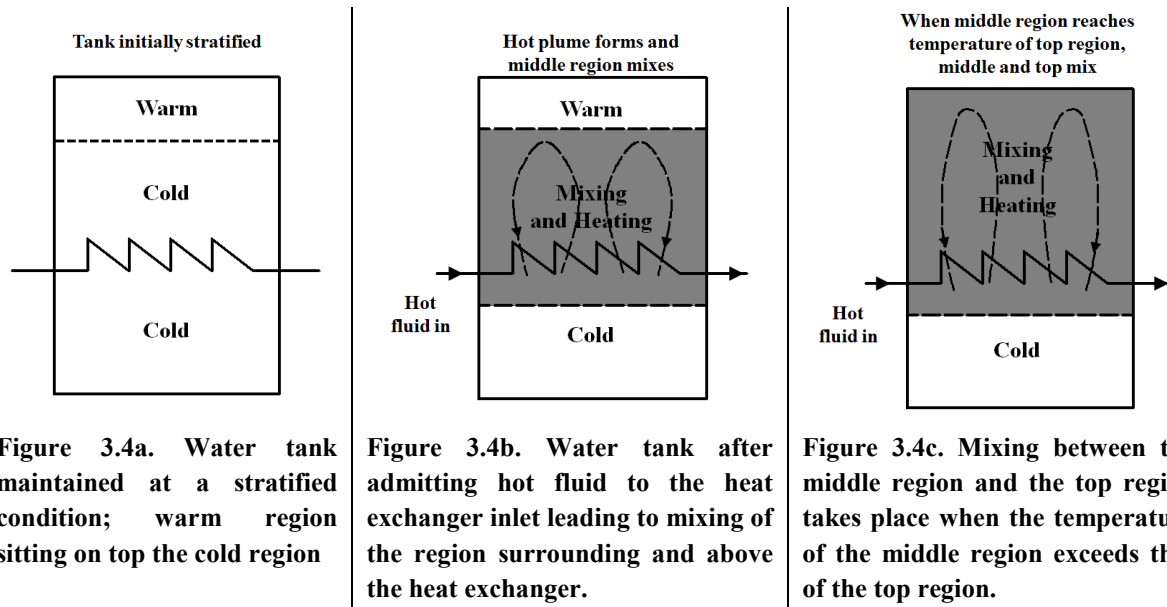 Tank initially stratified
Warm
Cold
Cold
Figure 3.4a. Water tank
maintained at a stratified
condition; warm region
sitting on top the cold region
Hot plume forms and
middle region mixes
Warm
Mixing
and Heating
Hot
fluid in
Cold
Figure 3.4b. Water tank after
admitting hot fluid to the heat
exchanger inlet leading to mixing of
the region surrounding and above
the heat exchanger.
When middle region reaches
temperature of top region,
middle and top mix
Mixing
and
Heating
Hot
fluid in
Cold
Figure 3.4c. Mixing between
middle region and the top
takes place when the
of the middle region exceeds
of the top region.